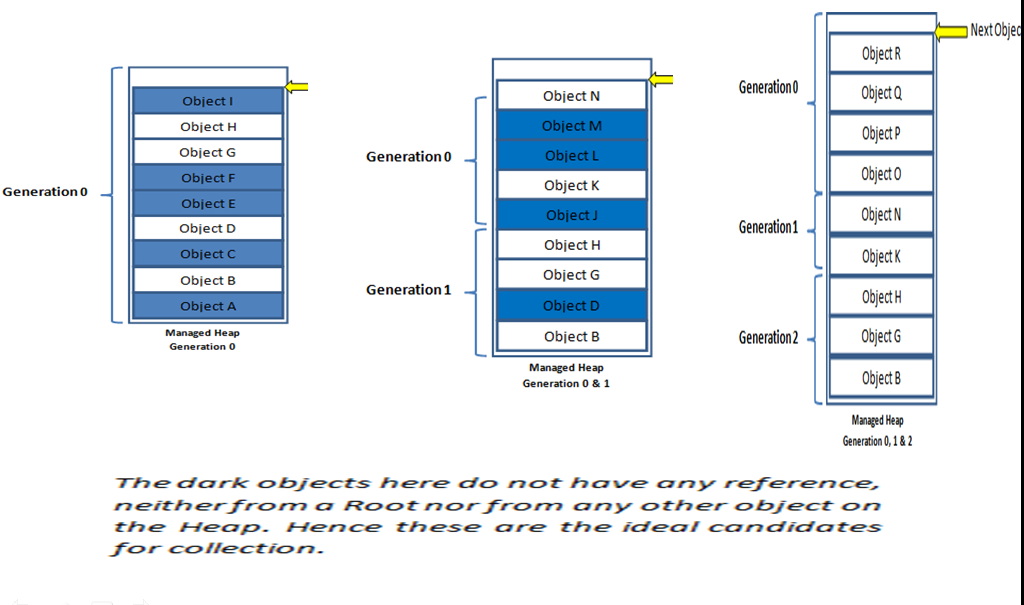 Generation 0
Object I
Object H
Object G
Object F
Object E
Object D
Object C
Object B
Object A
Managed Heap
Generation 0
Generation 0
Generation 1
Object N
Object M
Object L
Object K
Object J
Object H
Object G
Object D
Object B
Managed Heap
Generation 0 & 1
Next Objec
Generation 0
Generation 1
Generation 2
Object R
Object Q
Object P
Object O
Object N
Object K
Object H
Object G
Object B
Managed Heap
Generation 0, 1 & 2
The dark objects here do not have any reference,
neither from a Root nor from any other object on
the Heap. Hence these are the ideal candidates
for collection.